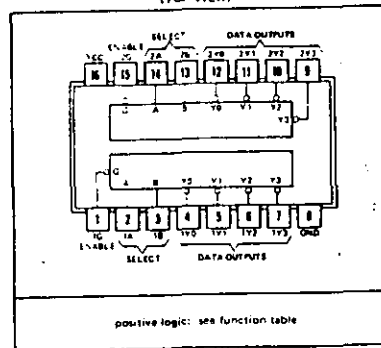 (TOP VIEW)
ENABLE SELECT DATA OUTPUTS
VCC 2G 2A 2B 2Y0 2Y1 2Y2 2Y3
16 15 14 13 12 11 10 9
G A B Y0 Y1 Y2
Y3
G
A B Y0 Y1 Y2 Y3
1 2 3 4 5 6 7 8
1G 1A 1B 1Y0 1Y1 1Y2 1Y3 GND
ENABLE SELECT DATA OUTPUTS
positive logic: see function table